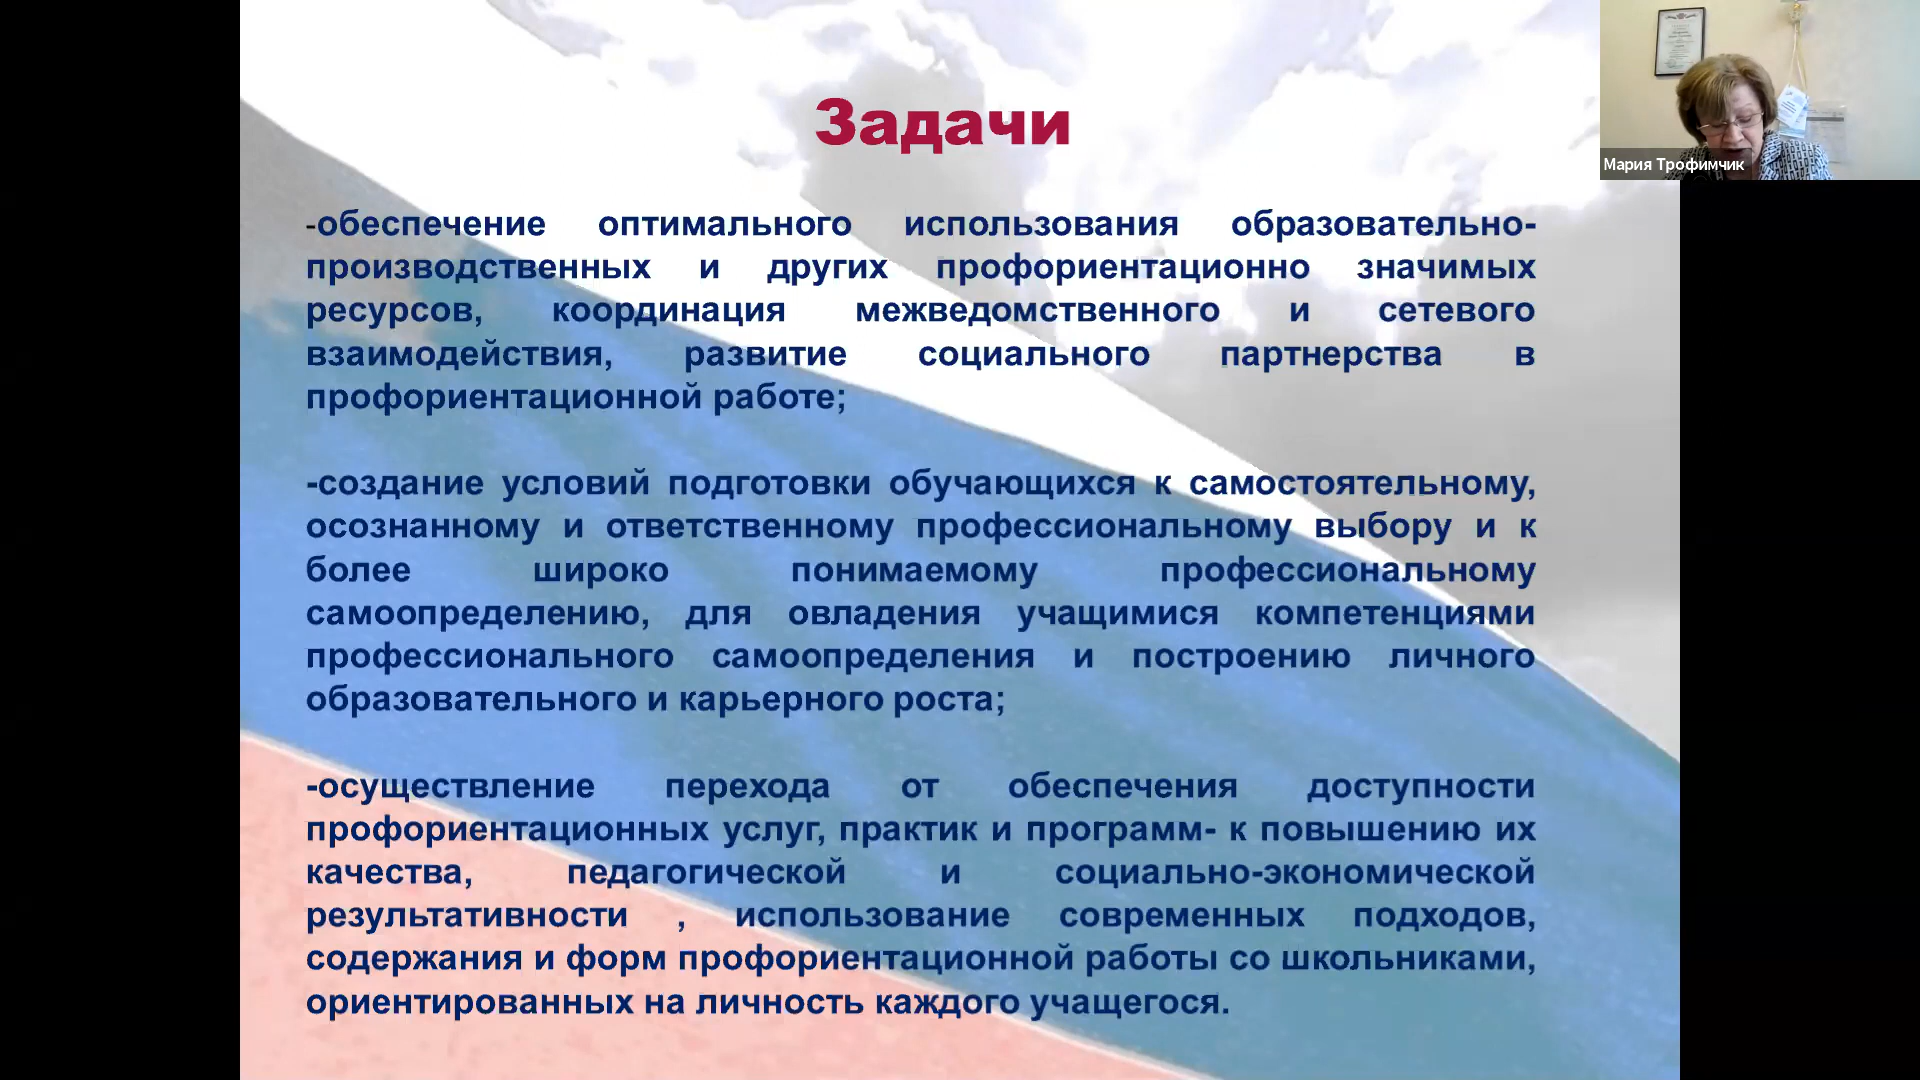 Задачи
Мария Трофимчик
-обеспечение оптимального использования образовательно-
производственных и других профориентационно значимых
ресурсов, координация межведомственного и сетевого
взаимодействия, развитие социального партнерства в
профориентационной работе;
-создание условий подготовки обучающихся к самостоятельному,
осознанному и ответственному профессиональному выбору и к
более широко понимаемому профессиональному
самоопределению, для овладения учащимися компетенциями
профессионального самоопределения и построению личного
образовательного и карьерного роста;
-осуществление перехода от обеспечения доступности
профориентационных услуг, практик и программ- к повышению их
качества, педагогической и социально-экономической
результативности , использование современных подходов,
содержания и форм профориентационной работы со школьниками,
ориентированных на личность каждого учащегося.